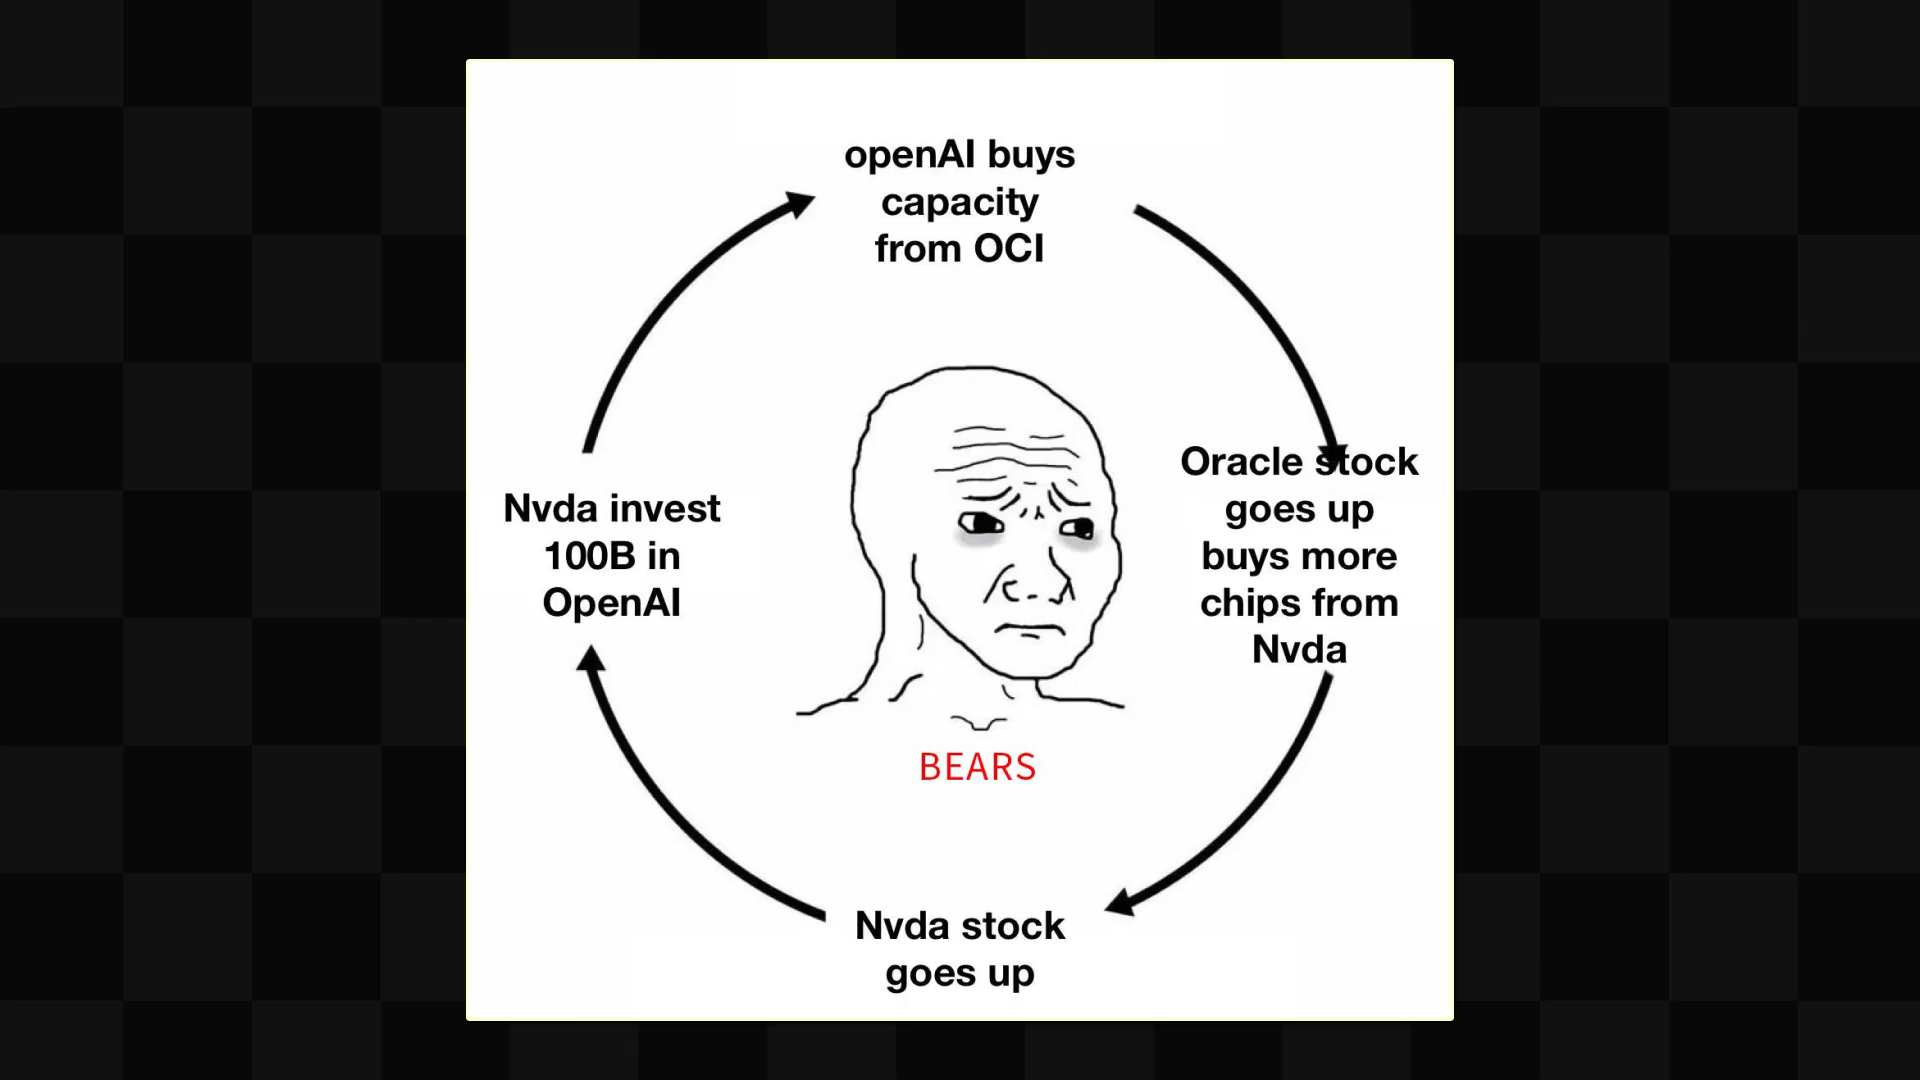 openAI buys
capacity
from OCI
Oracle stock
goes up
buys more
chips from
Nvda
Nvda stock
goes up
Nvda invest
100B in
OpenAI
BEARS